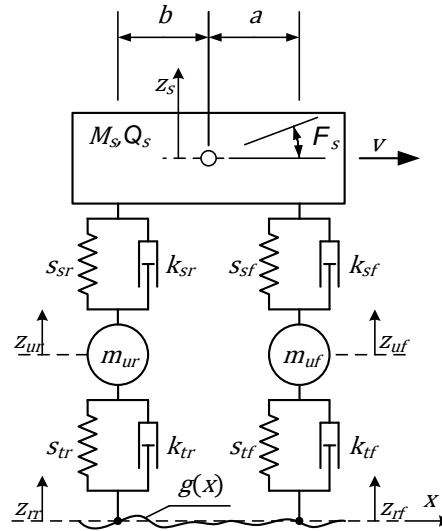 b a
z_s
M_s,Q_s F_s
v
s_sr k_sr s_sf k_sf
z_ur m_ur m_uf z_uf
s_tr k_tr s_tf k_tf
z_rr g(x) z_rf x